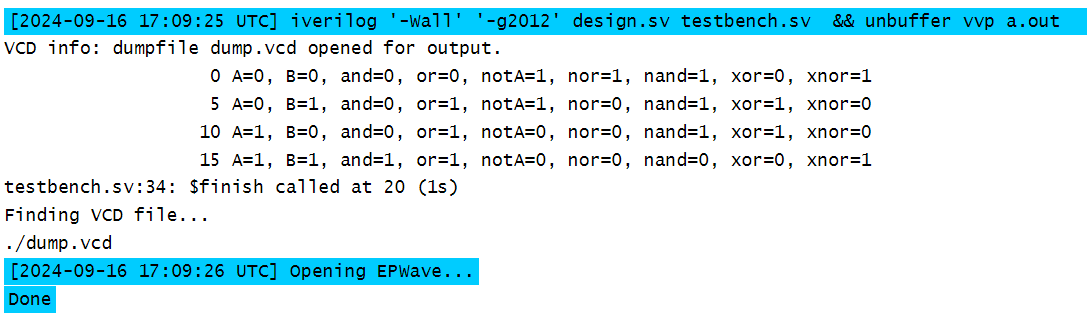 [2024-09-16 17:09:25 UTC] iverilog '-Wall' '-g2012' design.sv testbench.sv  && unbuffer vvp a.out
VCD info: dumpfile dump.vcd opened for output.
                   0 A=0, B=0, and=0, or=0, notA=1, nor=1, nand=1, xor=0, xnor=1
                   5 A=0, B=1, and=0, or=1, notA=1, nor=0, nand=1, xor=1, xnor=0
                  10 A=1, B=0, and=0, or=1, notA=0, nor=0, nand=1, xor=1, xnor=0
                  15 A=1, B=1, and=1, or=1, notA=0, nor=0, nand=0, xor=0, xnor=1
testbench.sv:34: $finish called at 20 (1s)
Finding VCD file...
./dump.vcd
[2024-09-16 17:09:26 UTC] Opening EPWave...
Done